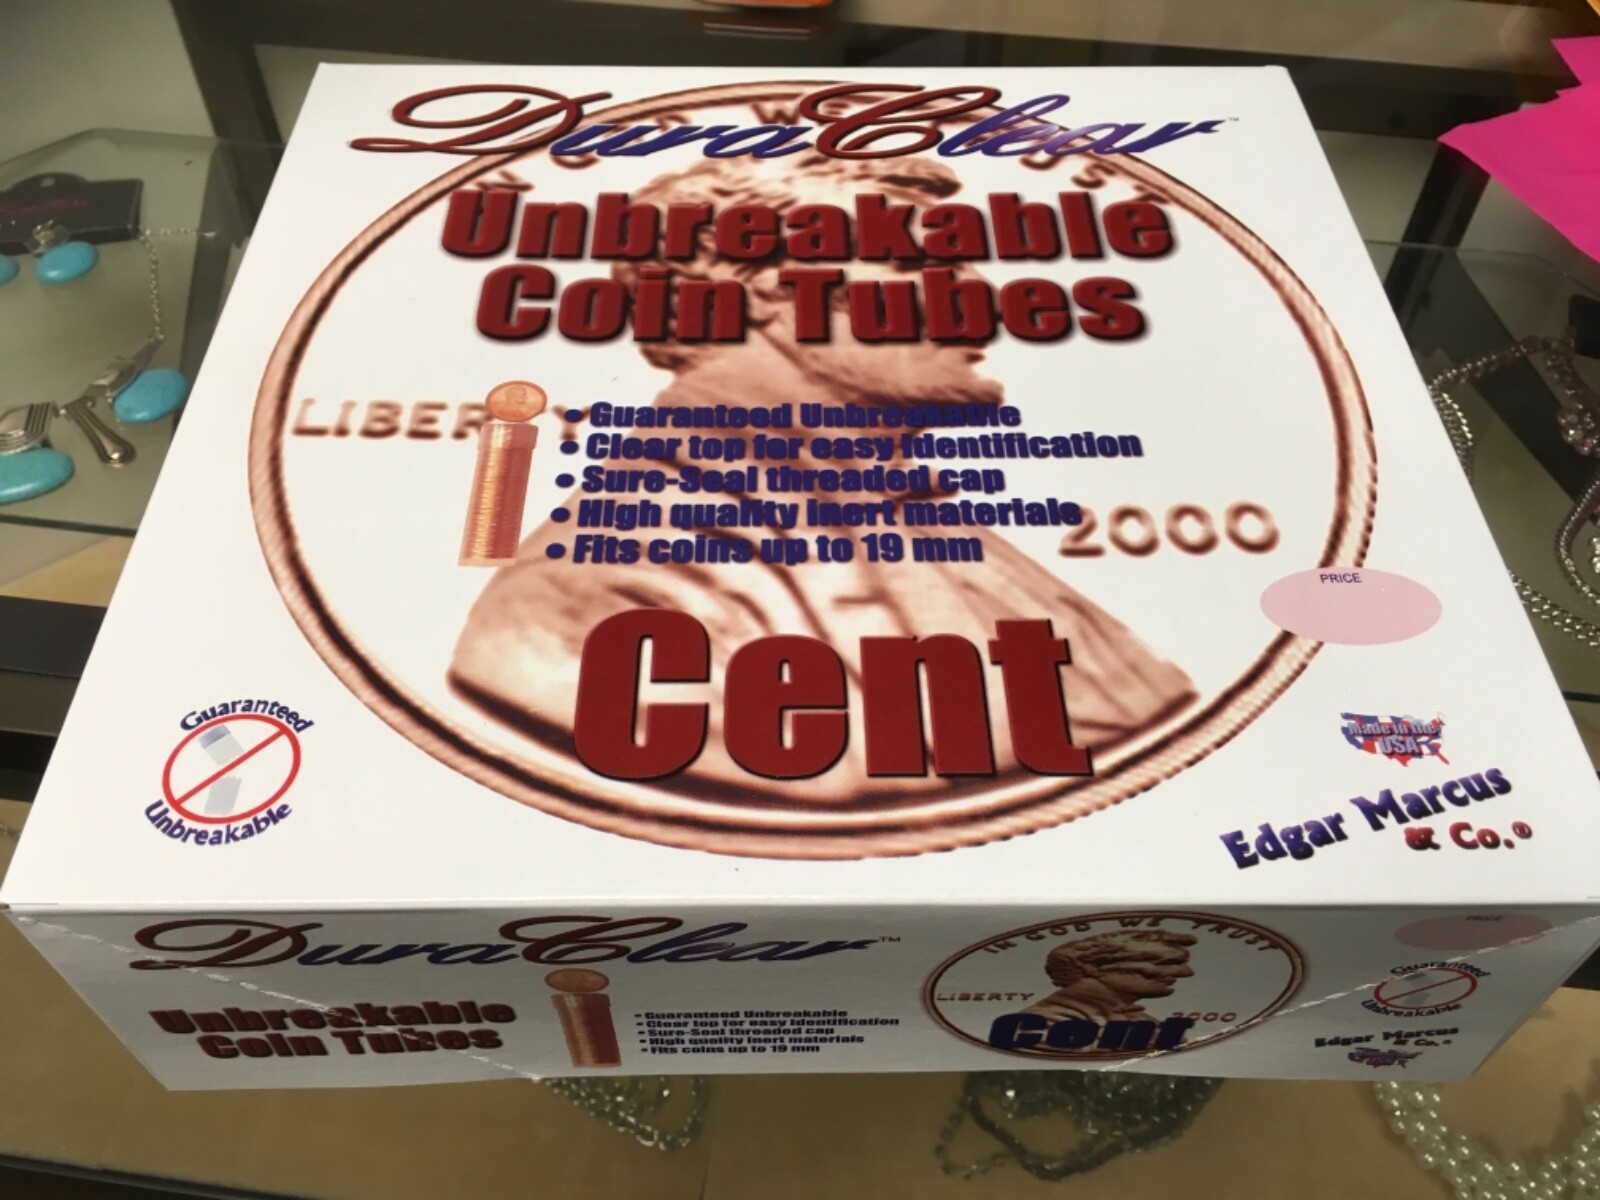 DuraClear™
WE
UST
Unbreakable
Coin Tubes
LIBERTY
• Guaranteed Unbreakable
• Clear top for easy Identification
• Sure-Seal threaded cap
• High quality inert materials
• Fits coins up to 19 mm
2000
PRICE
Cent
Guaranteed
Unbreakable
Made in the
USA
Edgar Marcus
& Co.®
DuraClear™
Unbreakable
Coin Tubes
• Guaranteed Unbreakable
• Clear top for easy Identification
• Sure-Seal threaded cap
• High quality inert materials
• Fits coins up to 19 mm
IN GOD WE TRUST
LIBERTY
2000
Cent
PRICE
Guaranteed
Unbreakable
Edgar Marcus
& Co.®